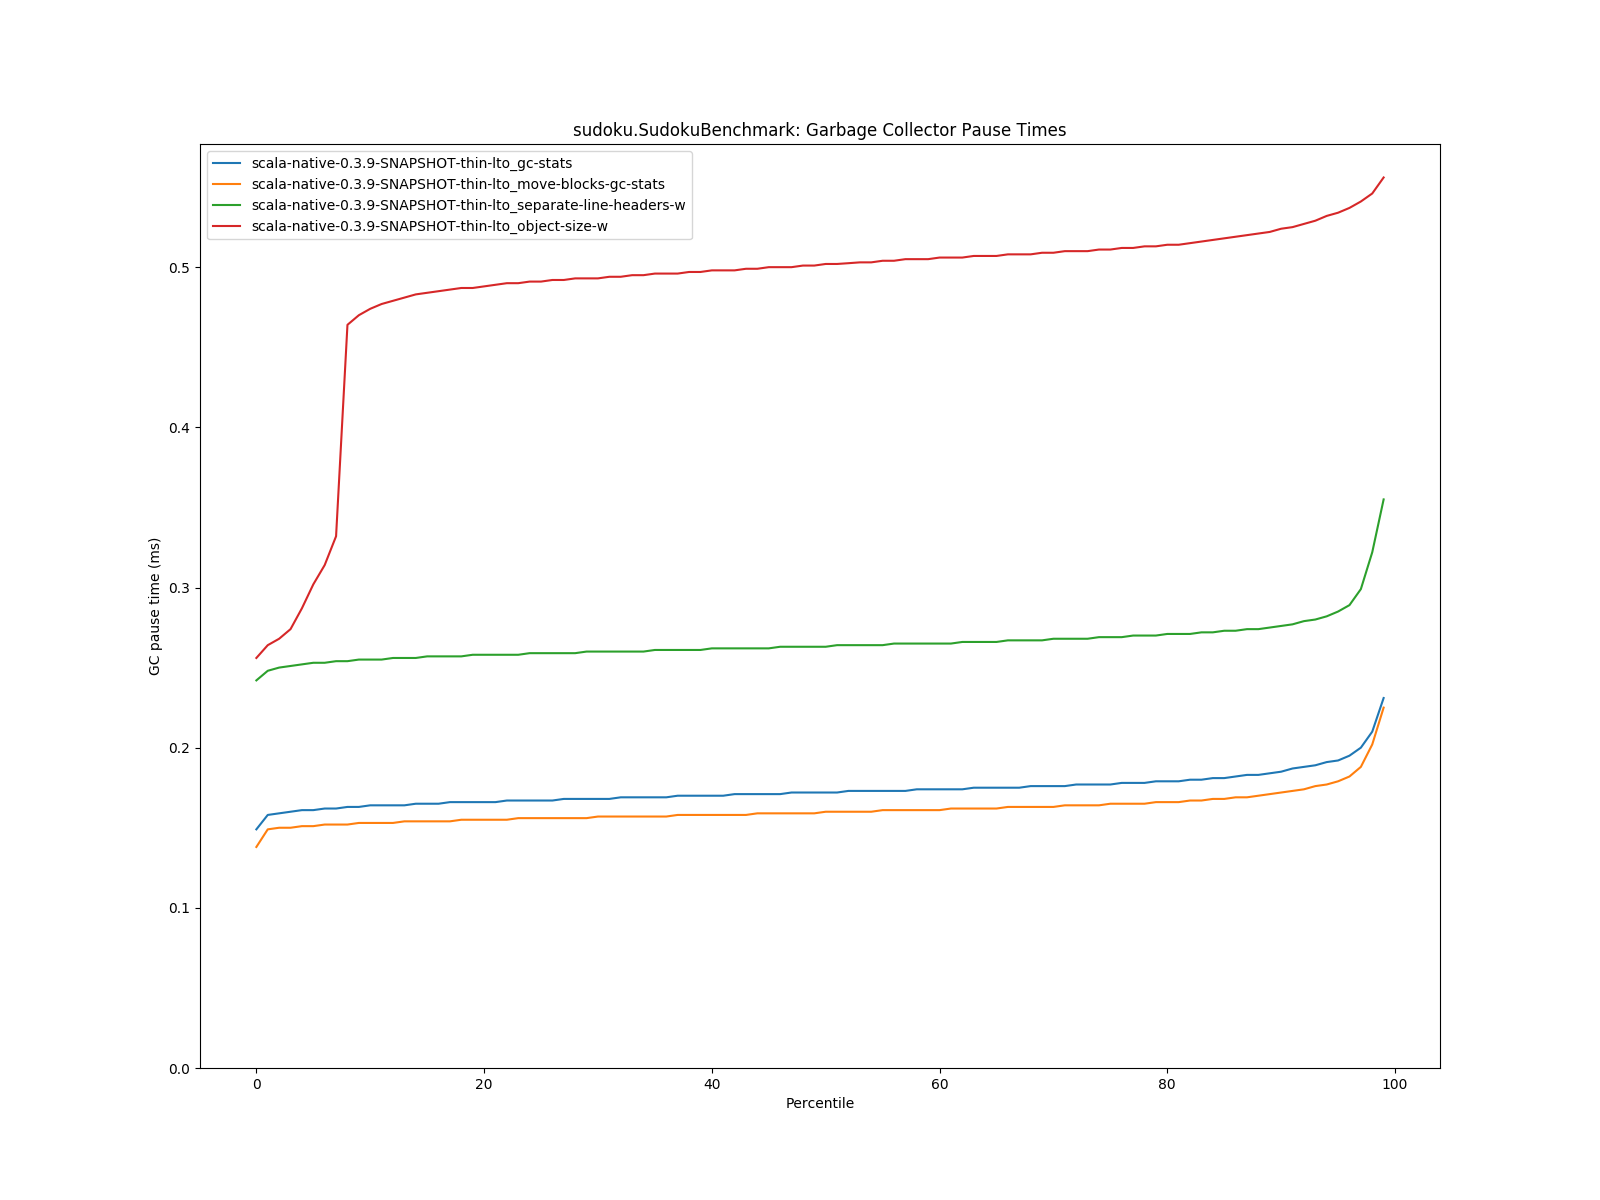 sudoku.SudokuBenchmark: Garbage Collector Pause Times
scala-native-0.3.9-SNAPSHOT-thin-lto_gc-stats
scala-native-0.3.9-SNAPSHOT-thin-lto_move-blocks-gc-stats
scala-native-0.3.9-SNAPSHOT-thin-lto_separate-line-headers-w
scala-native-0.3.9-SNAPSHOT-thin-lto_object-size-w
GC pause time (ms)
0.5
0.4
0.3
0.2
0.1
0.0
0 20 40 60 80 100
Percentile